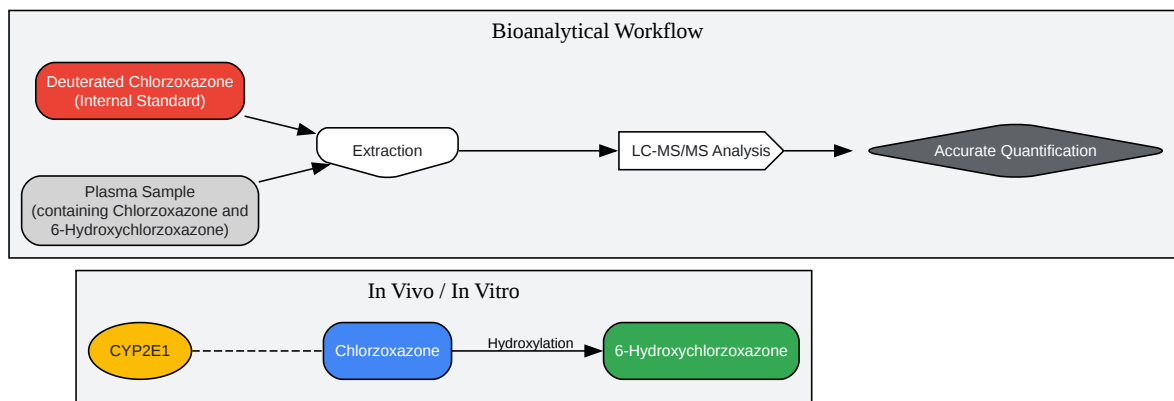 Bioanalytical Workflow
Deuterated Chlorzoxazone
(Internal Standard)
Extraction
LC-MS/MS Analysis
Accurate Quantification
Plasma Sample
(containing Chlorzoxazone and
6-Hydroxychlorzoxazone)
In Vivo / In Vitro
CYP2E1
Chlorzoxazone
Hydroxylation
6-Hydroxychlorzoxazone